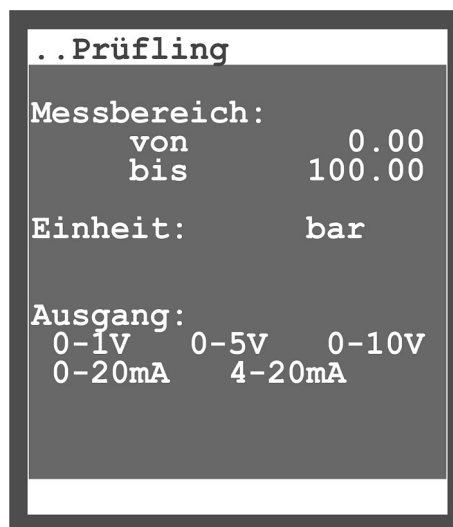 ..Prüfling
Messbereich:
von 0.00
bis 100.00
Einheit: bar
Ausgang:
0-1V 0-5V 0-10V
0-20mA 4-20mA